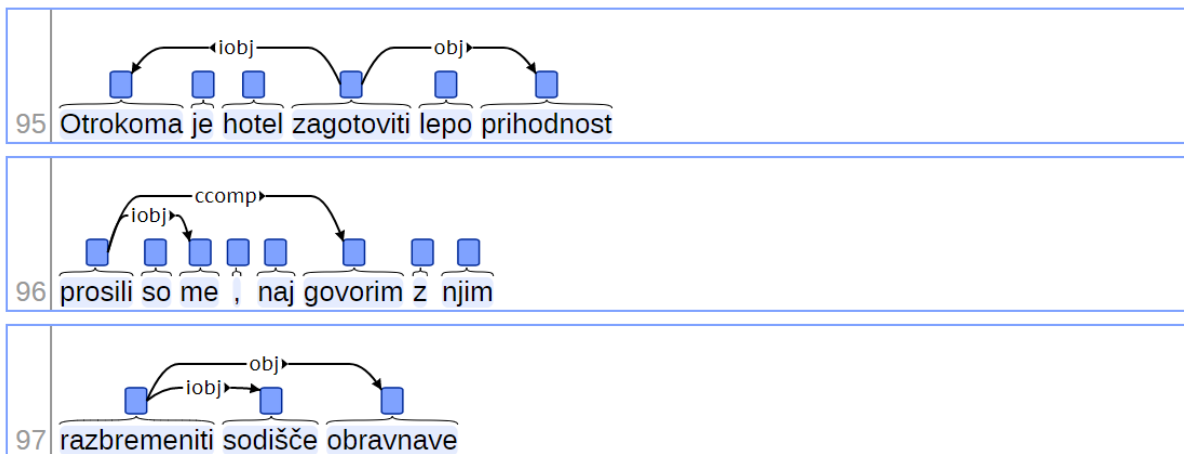 iobj obj
95 Otrokoma je hotel zagotoviti lepo prihodnost
ccomp
iobj
96 prosili so me , naj govorim z njim
obj
iobj
97 razbremeniti sodišče obravnave